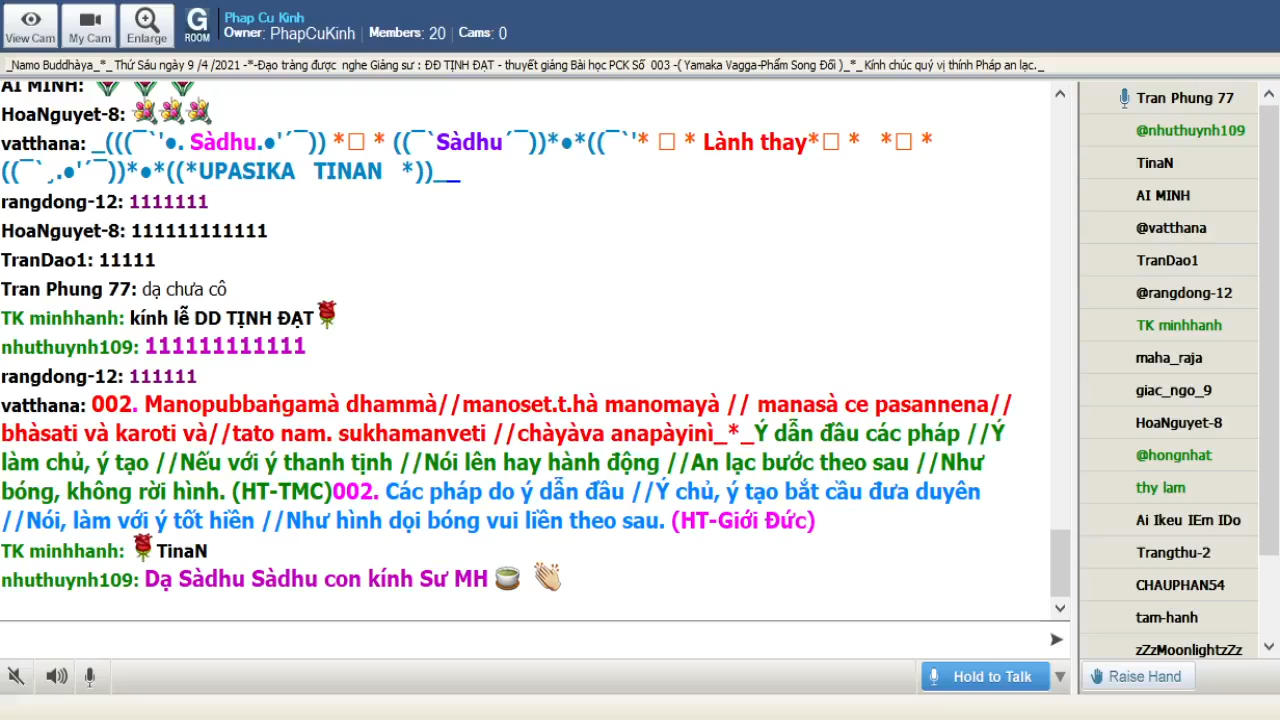 View Cam
My Cam
Enlarge
G
ROOM
Phap Cu Kinh
Owner: PhapCuKinh | Members: 20 | Cams: 0
_Namo Buddhàya_*_ Thứ Sáu ngày 9 /4 /2021 -*-Đạo tràng được nghe Giảng sư : ĐĐ TỊNH ĐẠT - thuyết giảng Bài học PCK Số 003 -( Yamaka Vagga-Phẩm Song Đối )_*_ Kính chúc quý vị thính Pháp an lạc._
AI MINH:
HoaNguyet-8:
vatthana: _(((¯`'•. Sàdhu.•'´¯)) *□ * ((¯`Sàdhu´¯))*•*((¯`'* □ * Lành thay*□ * *□ *
((¯`¸.•'´¯))*•*((*UPASIKA TINAN *))__
rangdong-12: 1111111
HoaNguyet-8: 111111111111
TranDao1: 11111
Tran Phung 77: dạ chưa cô
TK minhhanh: kính lễ DD TỊNH ĐẠT
nhuthuynh109: 111111111111
rangdong-12: 111111
vatthana: 002. Manopubbaṅgamà dhammà//manoset.t.hà manomayà // manasà ce pasannena//
bhàsati và karoti và//tato nam. sukhamanveti //chàyàva anapàyinì_*_Ý dẫn đầu các pháp //Ý
làm chủ, ý tạo //Nếu với ý thanh tịnh //Nói lên hay hành động //An lạc bước theo sau //Như
bóng, không rời hình. (HT-TMC)002. Các pháp do ý dẫn đầu //Ý chủ, ý tạo bắt cầu đưa duyên
//Nói, làm với ý tốt hiền //Như hình dọi bóng vui liền theo sau. (HT-Giới Đức)
TK minhhanh: TinaN
nhuthuynh109: Dạ Sàdhu Sàdhu con kính Sư MH
Hold to Talk
Tran Phung 77
@nhuthuynh109
TinaN
AI MINH
@vatthana
TranDao1
@rangdong-12
TK minhhanh
maha_raja
giac_ngo_9
HoaNguyet-8
@hongnhat
thy lam
Ai Ikeu IEm IDo
Trangthu-2
CHAUPHAN54
tam-hanh
zZzMoonlightzZz
Raise Hand